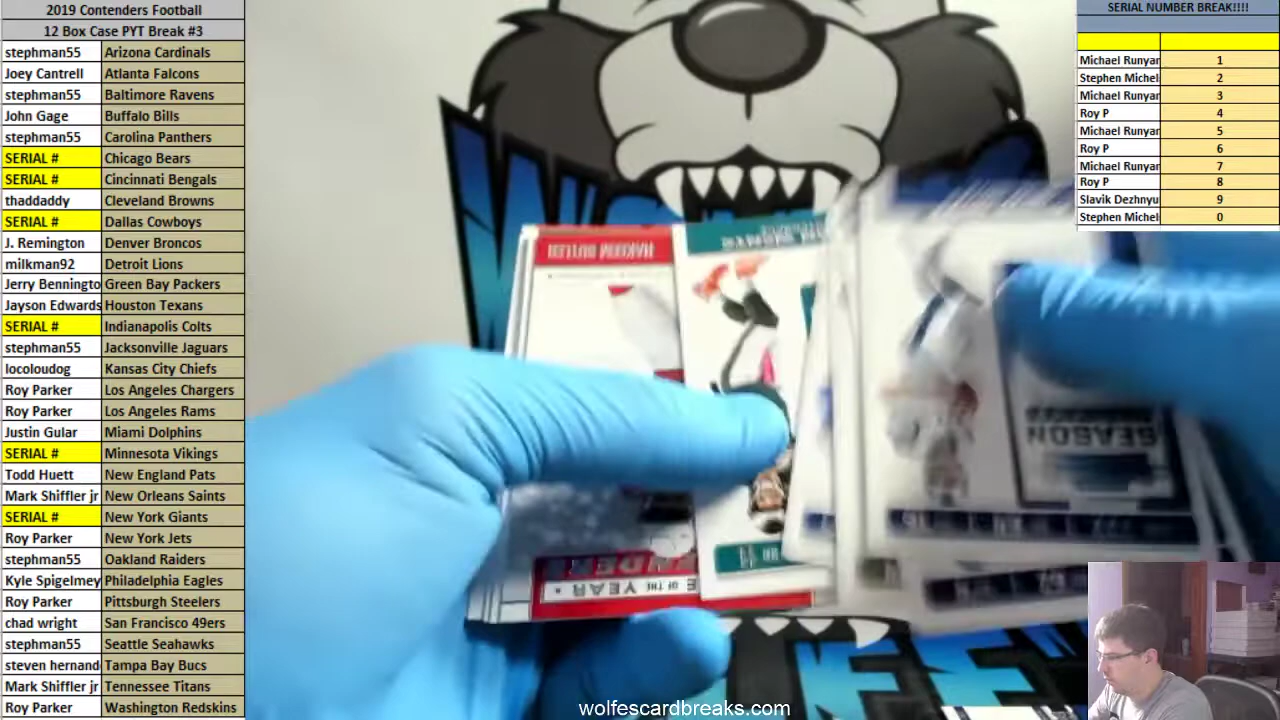 2019 Contenders Football
12 Box Case PYT Break #3
stephman55 Arizona Cardinals
Joey Cantrell Atlanta Falcons
stephman55 Baltimore Ravens
John Gage Buffalo Bills
stephman55 Carolina Panthers
SERIAL # Chicago Bears
SERIAL # Cincinnati Bengals
thaddaddy Cleveland Browns
SERIAL # Dallas Cowboys
J. Remington Denver Broncos
milkman92 Detroit Lions
Jerry Benningto Green Bay Packers
Jayson Edwards Houston Texans
SERIAL # Indianapolis Colts
stephman55 Jacksonville Jaguars
locoloudog Kansas City Chiefs
Roy Parker Los Angeles Chargers
Roy Parker Los Angeles Rams
Justin Gular Miami Dolphins
SERIAL # Minnesota Vikings
Todd Huett New England Pats
Mark Shiffler jr New Orleans Saints
SERIAL # New York Giants
Roy Parker New York Jets
stephman55 Oakland Raiders
Kyle Spigelmey Philadelphia Eagles
Roy Parker Pittsburgh Steelers
chad wright San Francisco 49ers
stephman55 Seattle Seahawks
steven hernand Tampa Bay Bucs
Mark Shiffler jr Tennessee Titans
Roy Parker Washington Redskins
SERIAL NUMBER BREAK!!!!
Michael Runyar 1
Stephen Michel 2
Michael Runyar 3
Roy P 4
Michael Runyar 5
Roy P 6
Michael Runyar 7
Roy P 8
Slavik Dezhnyu 9
Stephen Michel 0
HAKEEM BUTLER
OF THE YEAR
SEASON
wolfescardbreaks.com